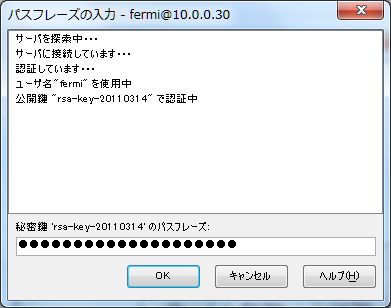 パスフレーズの入力 - fermi@10.0.0.30
サーバを探索中・・・
サーバに接続しています・・・
認証しています・・・
ユーザ名"fermi" を使用中
公開鍵 "rsa-key-20110314" で認証中
秘密鍵 'rsa-key-20110314' のパスフレーズ:
●●●●●●●●●●●●●●●●●●●●
OK
キャンセル
ヘルプ(H)